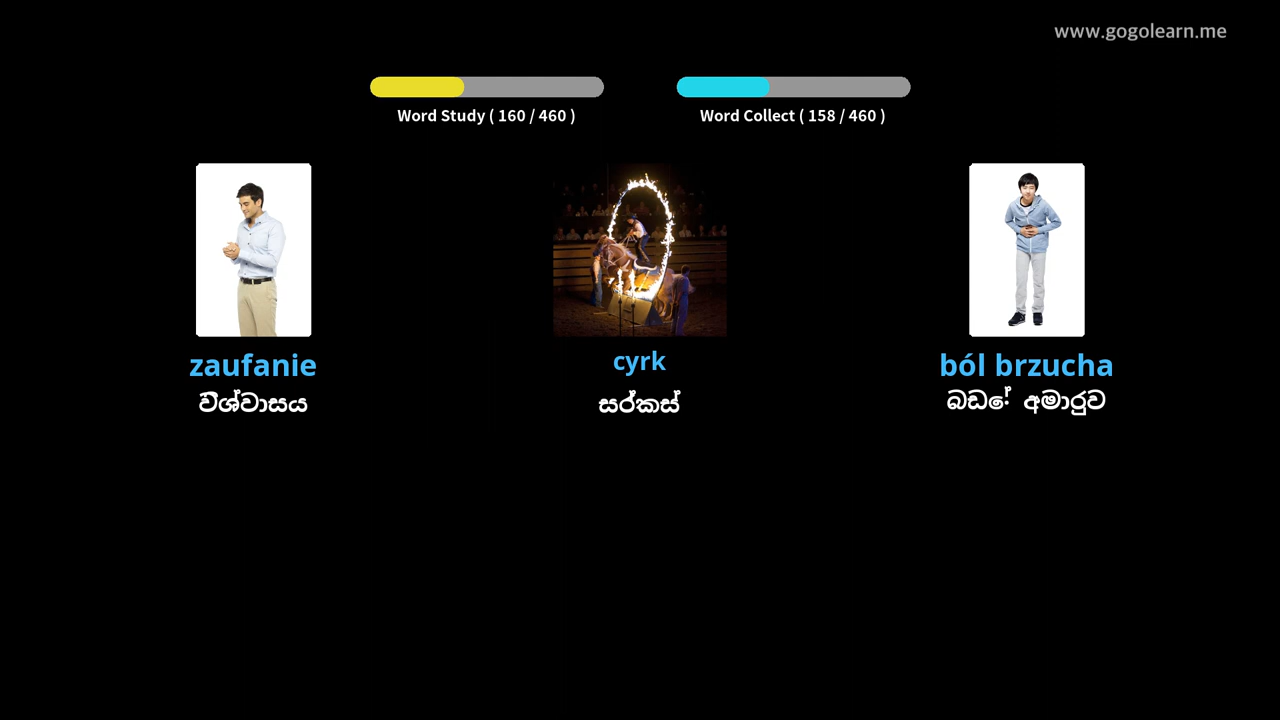 www.gogolearn.me
Word Study ( 160 / 460 )
Word Collect ( 158 / 460 )
zaufanie
cyrk
ból brzucha
විශ්වාසය
සර්කස්
බඩේ අමාරුව